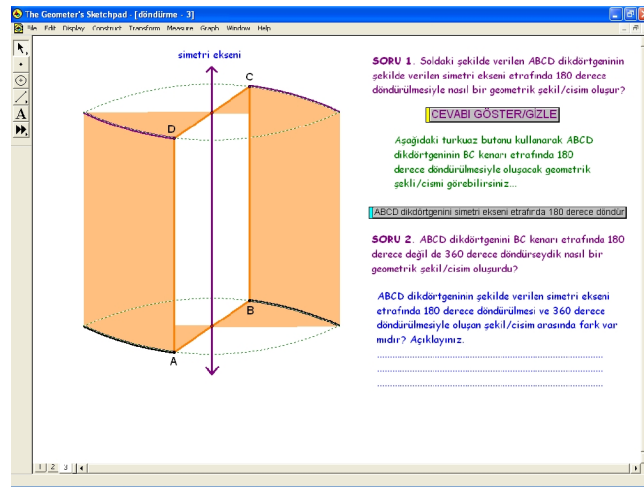 The Geometer's Sketchpad - [döndürme - 3]
File Edit Display Construct Transform Measure Graph Window Help
simetri ekseni
C
D
B
A
SORU 1. Soldaki şekilde verilen ABCD dikdörtgeninin
şekilde verilen simetri ekseni etrafında 180 derece
döndürülmesiyle nasıl bir geometrik şekil/cisim oluşur?
CEVABI GÖSTER/GİZLE
Aşağıdaki turkuaz butonu kullanarak ABCD
dikdörtgeninin BC kenarı etrafında 180
derece döndürülmesiyle oluşacak geometrik
şekli/cismi görebilirsiniz...
ABCD dikdörtgenini simetri ekseni etrafırda 180 derece döndür
SORU 2. ABCD dikdörtgenini BC kenarı etrafında 180
derece değil de 360 derece döndürseydik nasıl bir
geometrik şekil/cisim oluşurdu?
ABCD dikdörtgeninin şekilde verilen simetri ekseni
etrafında 180 derece döndürülmesi ve 360 derece
döndürülmesiyle oluşan şekil/cisim arasında fark var
mıdır? Açıklayınız.
A
1 2 3